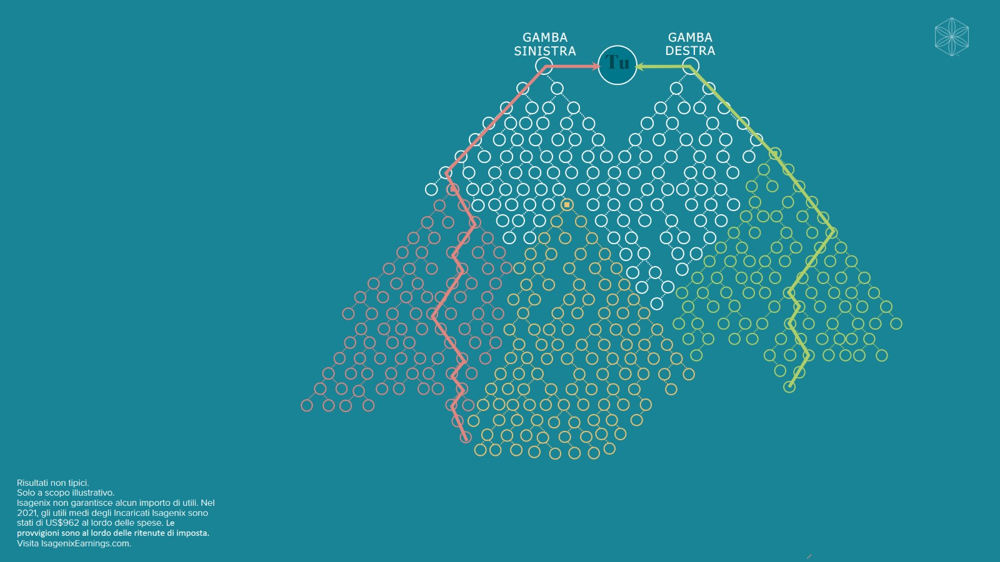 GAMBA
SINISTRA
GAMBA
DESTRA
Tu
Risultati non tipici.
Solo a scopo illustrativo.
Isagenix non garantisce alcun importo di utili. Nel
2021, gli utili medi degli Incaricati Isagenix sono
stati di US$962 al lordo delle spese. Le
provvigioni sono al lordo delle ritenute di imposta.
Visita IsagenixEarnings.com.